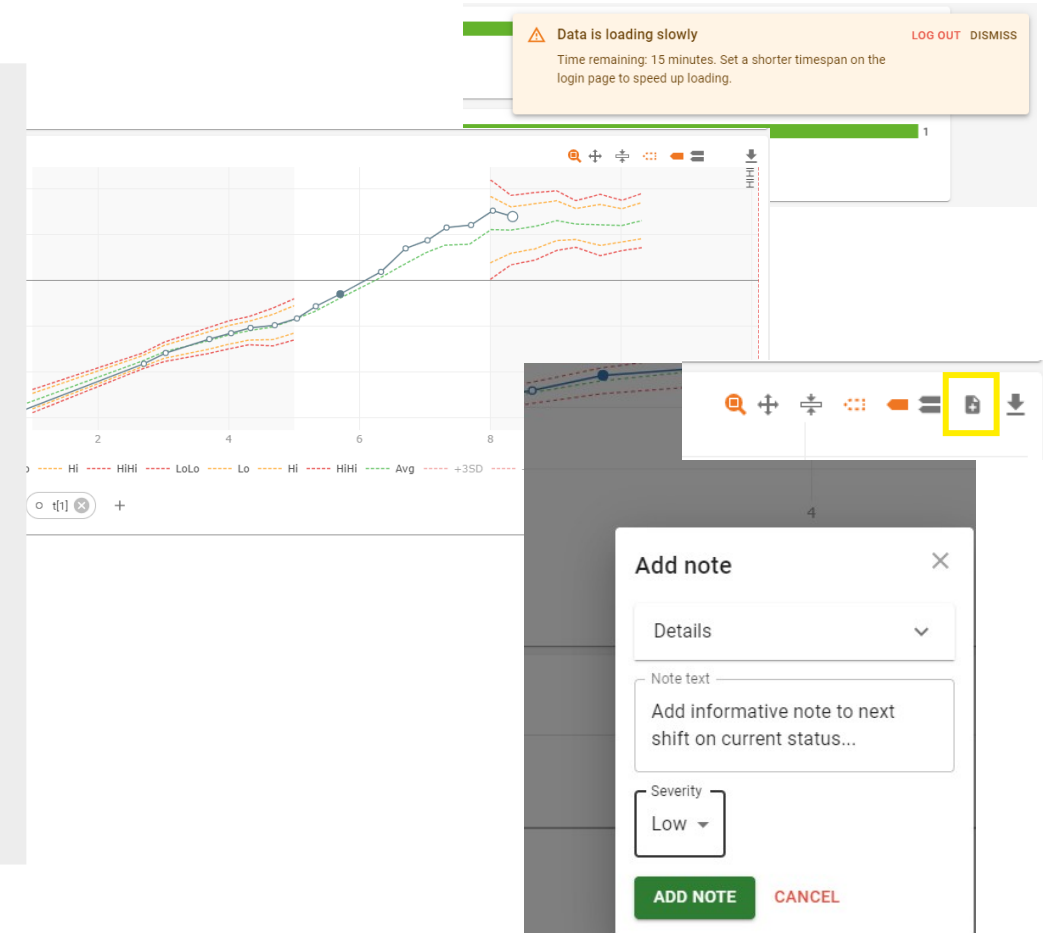 Data is loading slowly
LOG OUT DISMISS
Time remaining: 15 minutes. Set a shorter timespan on the
login page to speed up loading.
1
2 4 6 8
Hi HiHi LoLo Lo Hi HiHi Avg +3SD
t[1] +
4
Add note
Details
Note text
Add informative note to next
shift on current status...
Severity
Low
ADD NOTE CANCEL